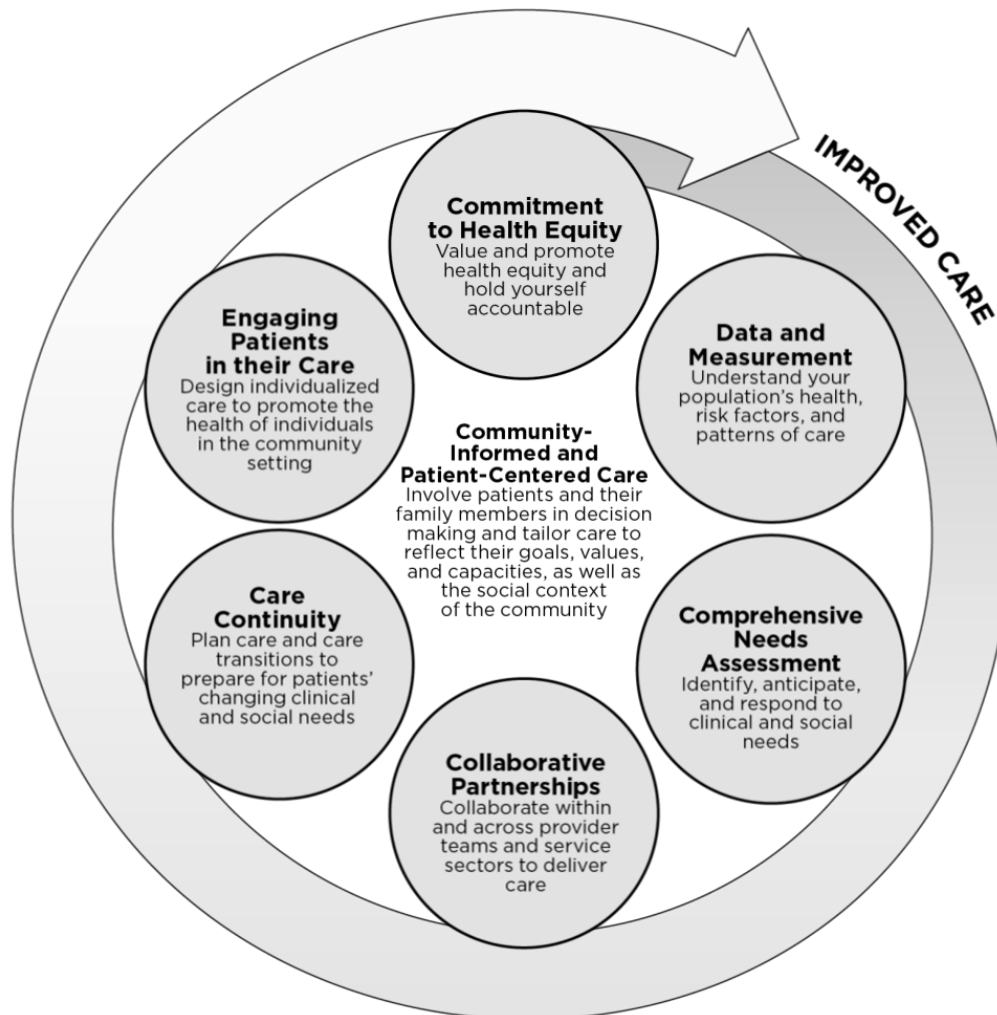 IMPROVED CARE
Commitment
to Health Equity
Value and promote
health equity and
hold yourself
accountable
Data and
Measurement
Understand your
population’s health,
risk factors, and
patterns of care
Comprehensive
Needs
Assessment
Identify, anticipate,
and respond to
clinical and social
needs
Collaborative
Partnerships
Collaborate within
and across provider
teams and service
sectors to deliver
care
Care
Continuity
Plan care and care
transitions to
prepare for patients’
changing clinical
and social needs
Engaging
Patients
in their Care
Design individualized
care to promote the
health of individuals
in the community
setting
Community-
Informed and
Patient-Centered Care
Involve patients and their
family members in decision
making and tailor care to
reflect their goals, values,
and capacities, as well as
the social context
of the community